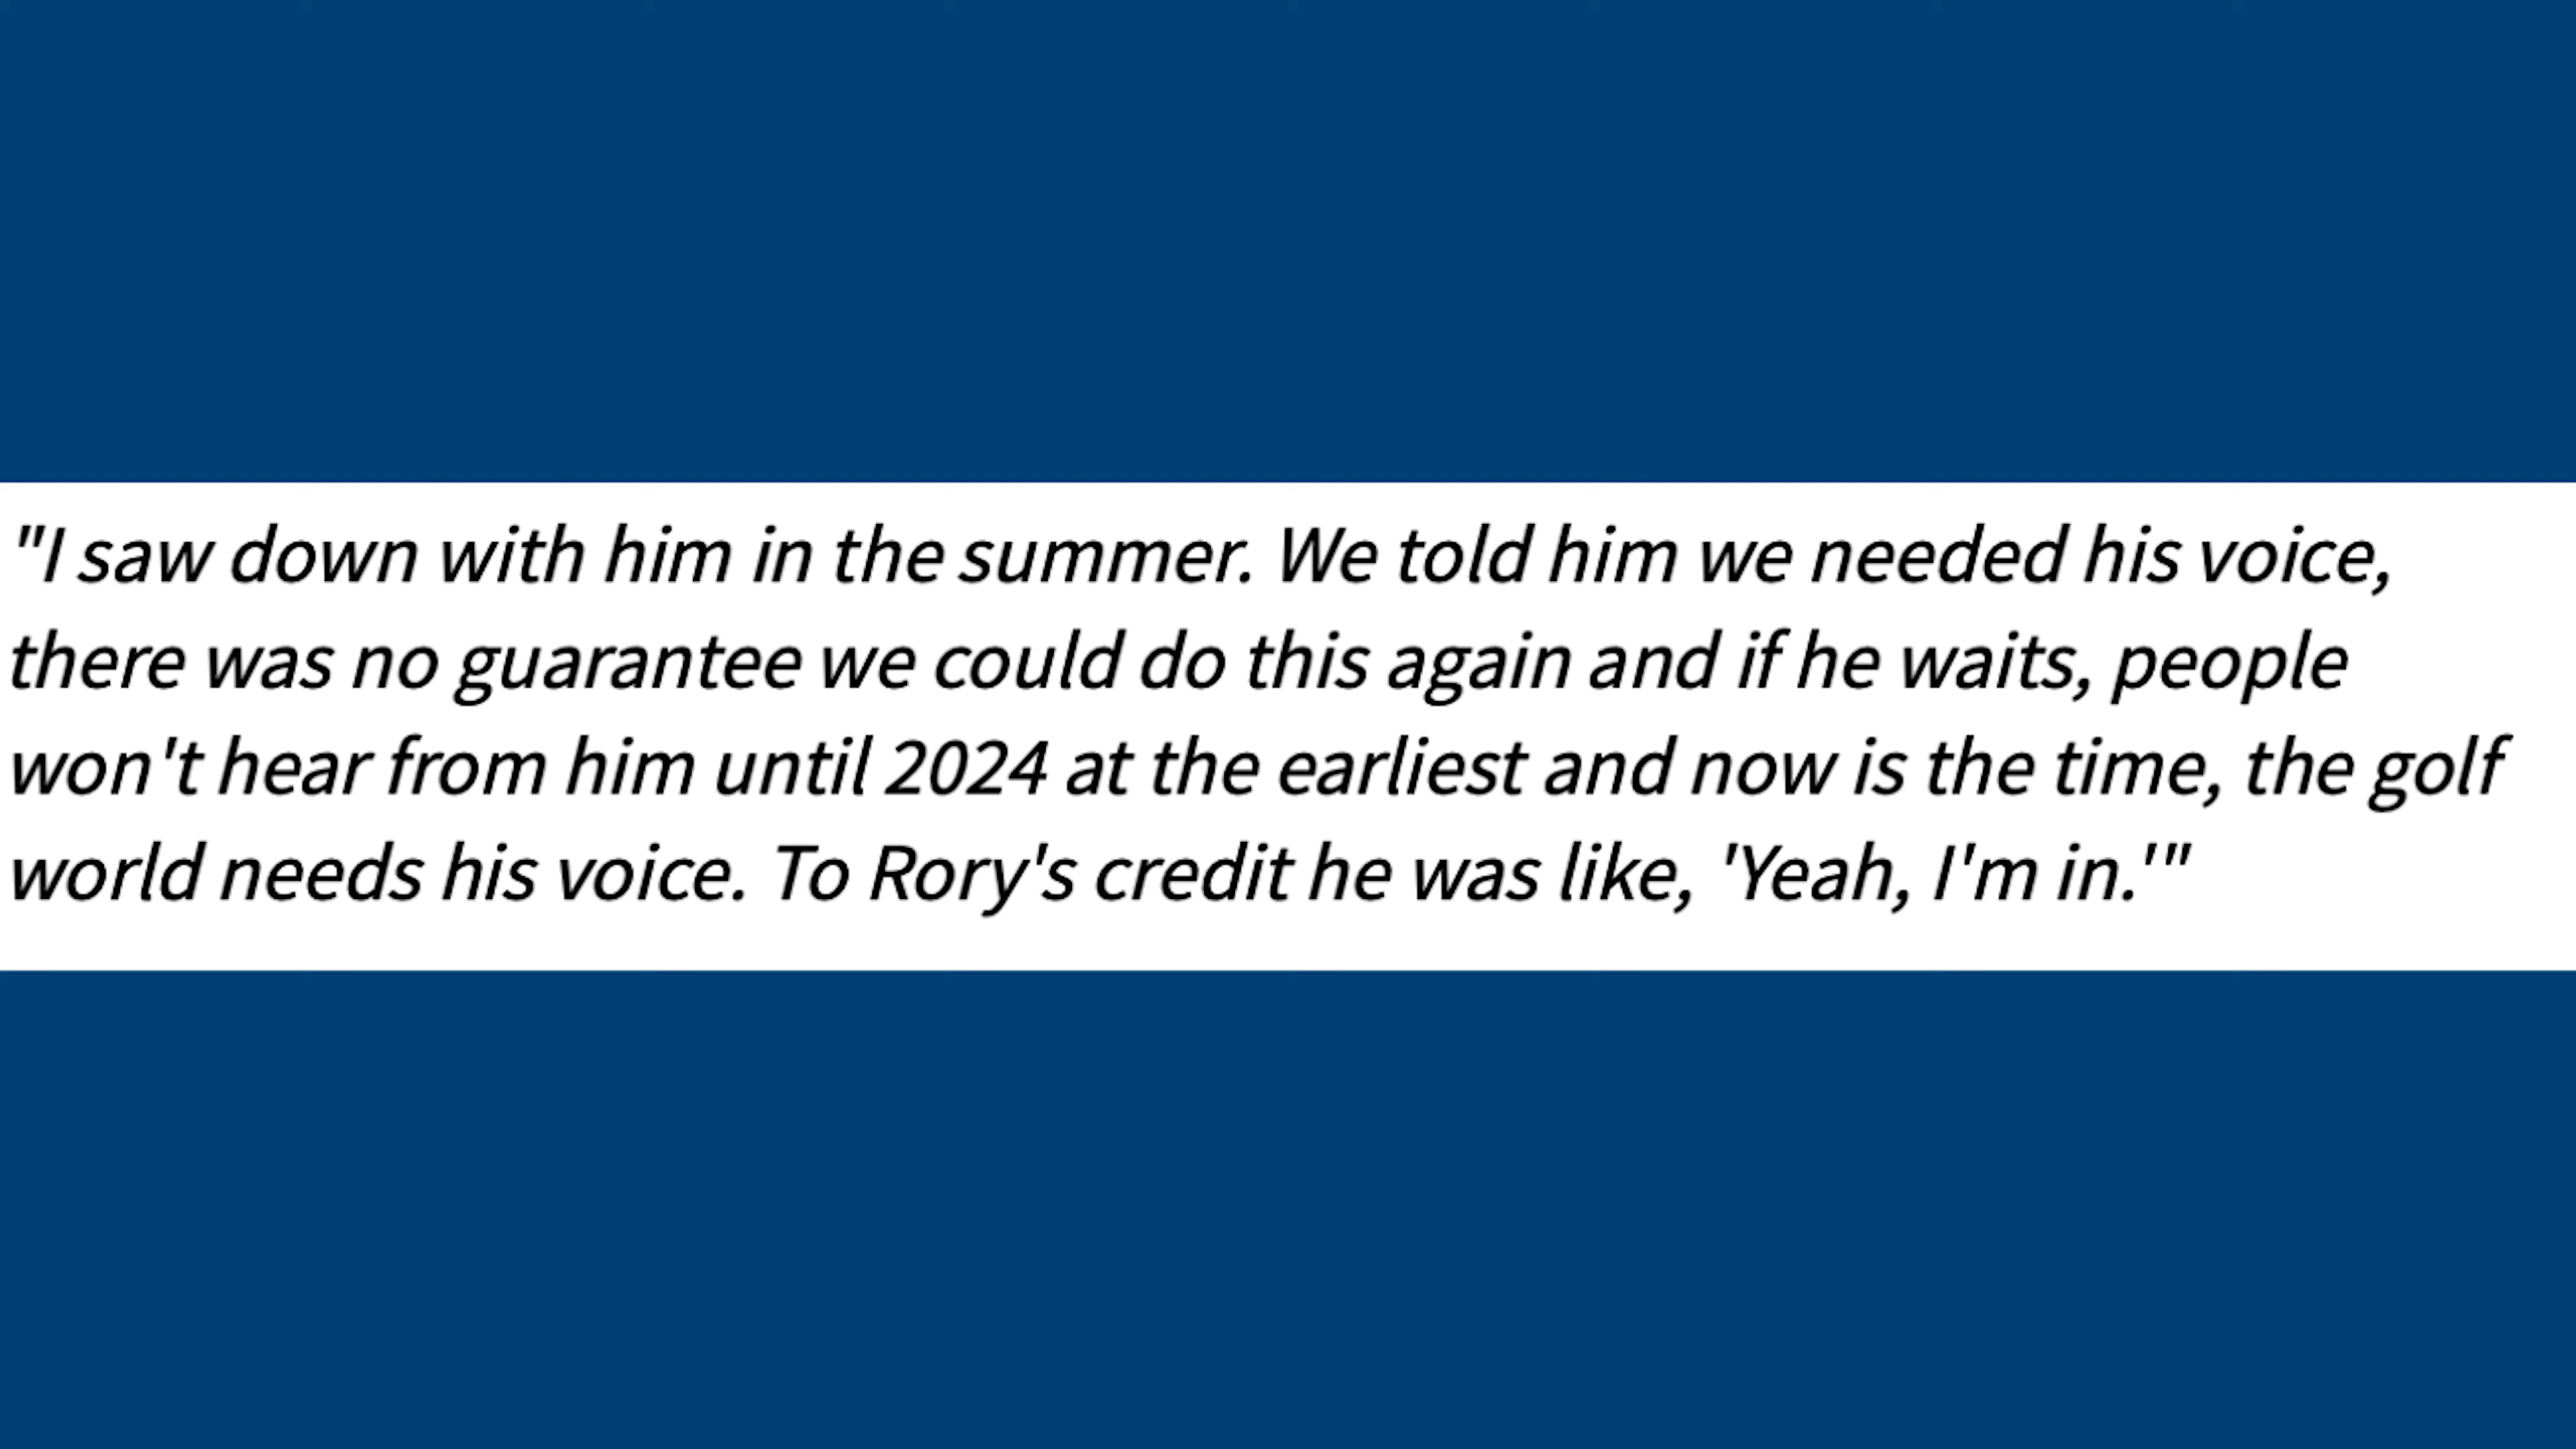 "I saw down with him in the summer. We told him we needed his voice,
there was no guarantee we could do this again and if he waits, people
won't hear from him until 2024 at the earliest and now is the time, the golf
world needs his voice. To Rory's credit he was like, 'Yeah, I'm in.'"